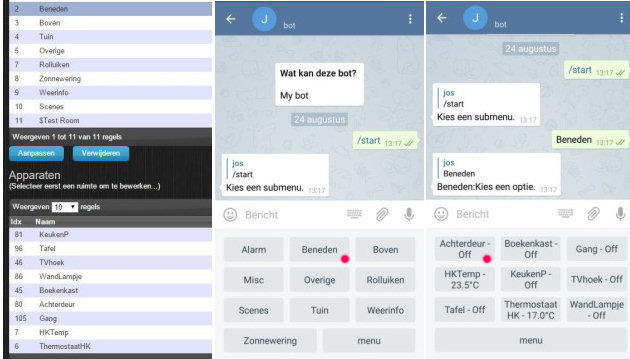 2 Beneden
3 Boven
4 Tuin
5 Overige
7 Rolluiken
8 Zonnewering
9 Weerinfo
10 Scenes
11 $Test Room
Weergeven 1 tot 11 van 11 regels
Aanpassen Verwijderen
Apparaten
(Selecteer eerst een ruimte om te bewerken...)
Weergeven 10 regels
Idx Naam
81 KeukenP
96 Tafel
46 TVhoek
86 WandLampje
45 Boekenkast
80 Achterdeur
105 Gang
7 HKTemp
6 ThermostaatHK
J bot
Wat kan deze bot?
My bot
24 augustus
/start 13:17
jos
/start
Kies een submenu. 13:17
Bericht
Alarm Beneden Boven
Misc Overige Rolluiken
Scenes Tuin Weerinfo
Zonnewering menu
J bot
24 augustus
/start 13:17
jos
/start
Kies een submenu. 13:17
Beneden 13:17
jos
Beneden
Beneden:Kies een optie. 13:17
Bericht
Achterdeur - Boekenkast - Gang - Off
Off Off
HKTemp - KeukenP - TVhoek - Off
23.5°C Off
Tafel - Off Thermostaat WandLampje
HK - 17.0°C - Off
menu